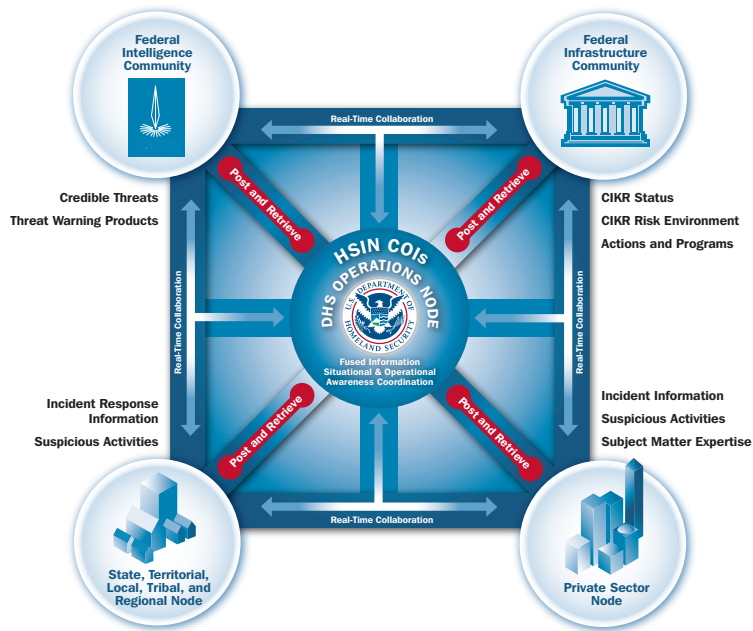 Federal
Intelligence
Community
Federal
Infrastructure
Community
Real-Time Collaboration
Post and Retrieve
Post and Retrieve
Credible Threats
Threat Warning Products
CIKR Status
CIKR Risk Environment
Actions and Programs
Real-Time Collaboration
Real-Time Collaboration
HSIN COIs
DHS OPERATIONS NODE
U.S. DEPARTMENT OF
HOMELAND SECURITY
Fused Information
Situational & Operational
Awareness Coordination
Incident Response
Information
Suspicious Activities
Incident Information
Suspicious Activities
Subject Matter Expertise
Post and Retrieve
Post and Retrieve
Real-Time Collaboration
State, Territorial,
Local, Tribal, and
Regional Node
Private Sector
Node